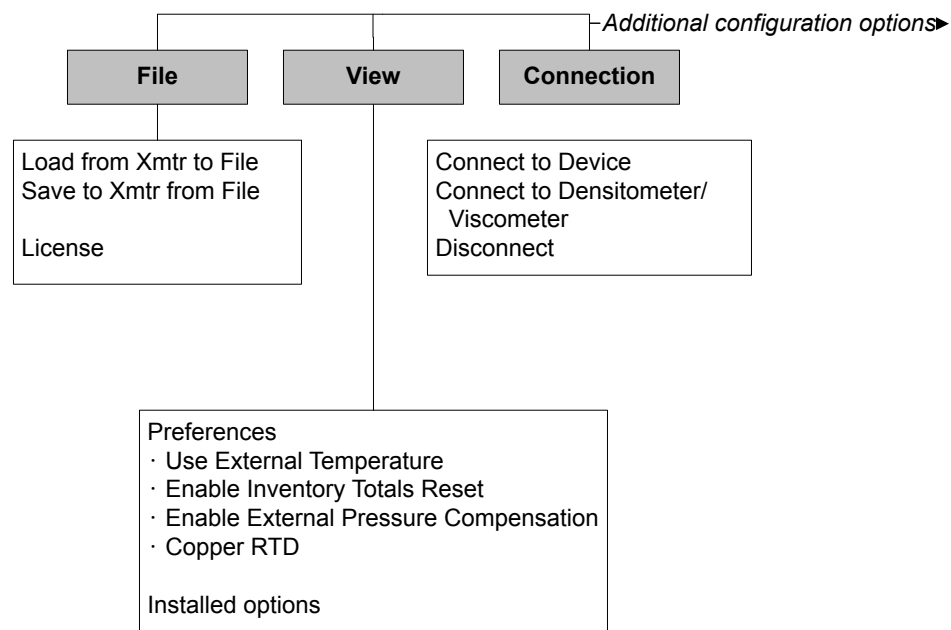 Additional configuration options
File
View
Connection
Load from Xmtr to File
Save to Xmtr from File
License
Connect to Device
Connect to Densitometer/
Viscometer
Disconnect
Preferences
· Use External Temperature
· Enable Inventory Totals Reset
· Enable External Pressure Compensation
· Copper RTD
Installed options